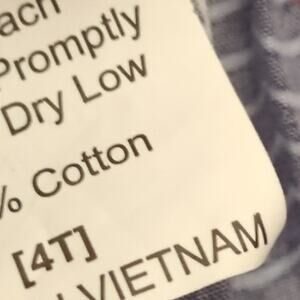 ach
Promptly
Dry Low
% Cotton
[4T]
VIETNAM